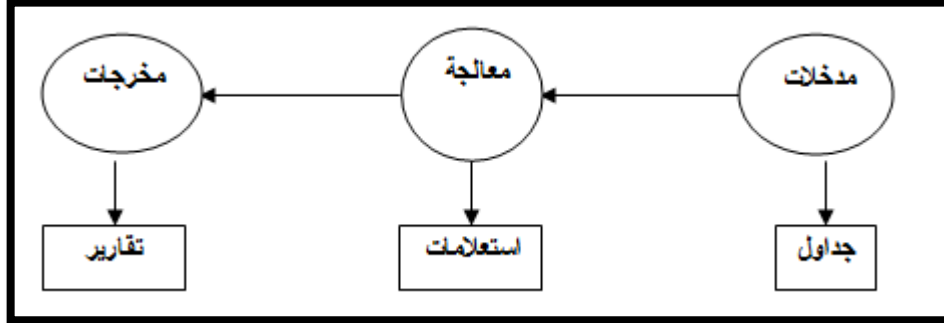 مدخلات
معالجة
مخرجات
جداول
استعلامات
تقارير